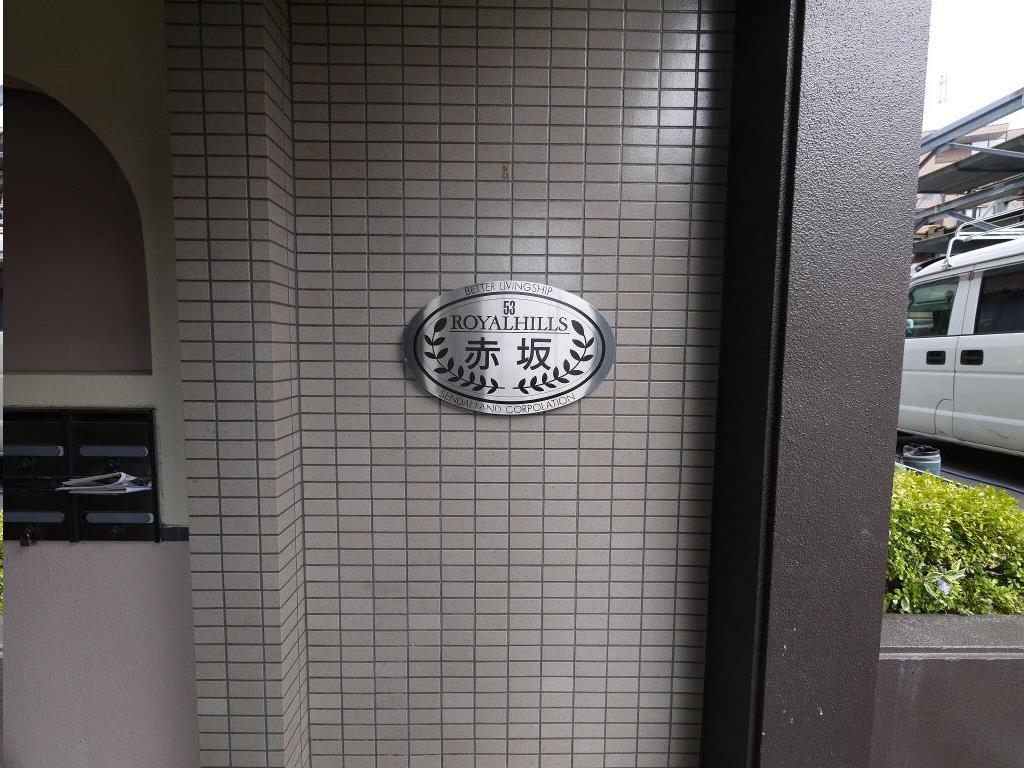 BETTER LIVINGSHIP
53
ROYALHILLS
赤坂
SENDAI LAND CORPOLATION